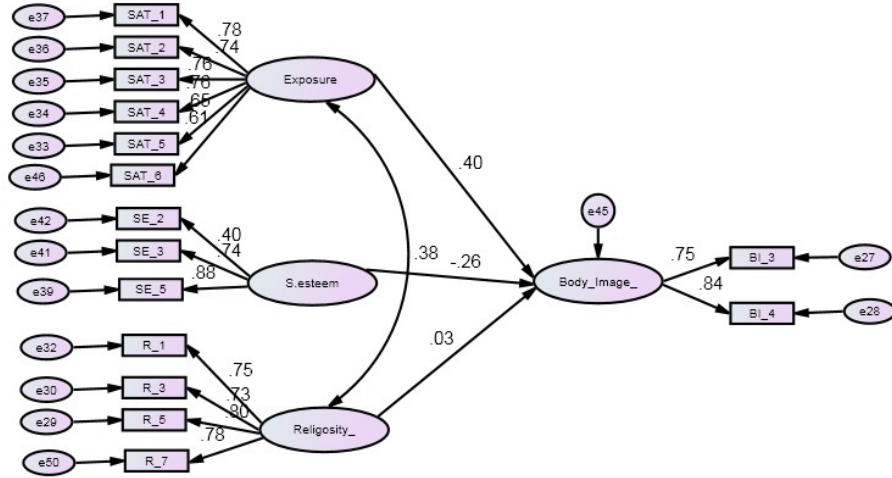 e37 SAT_1
e36 SAT_2
e35 SAT_3
e34 SAT_4
e33 SAT_5
e46 SAT_6
.78
.74
.76
.76
.65
.61
Exposure
.40
e42 SE_2
e41 SE_3
e39 SE_5
.40
.74
.88
S.esteem
.38
-.26
e45
Body_Image_
.75
.84
BI_3 e27
BI_4 e28
.03
e32 R_1
e30 R_3
e29 R_5
e50 R_7
.75
.73
.80
.78
Religosity_